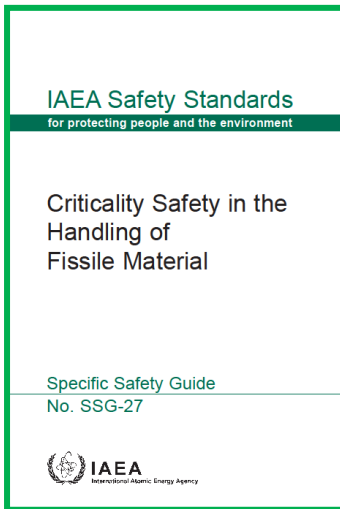 IAEA Safety Standards
for protecting people and the environment
Criticality Safety in the
Handling of
Fissile Material
Specific Safety Guide
No. SSG-27
IAEA
International Atomic Energy Agency